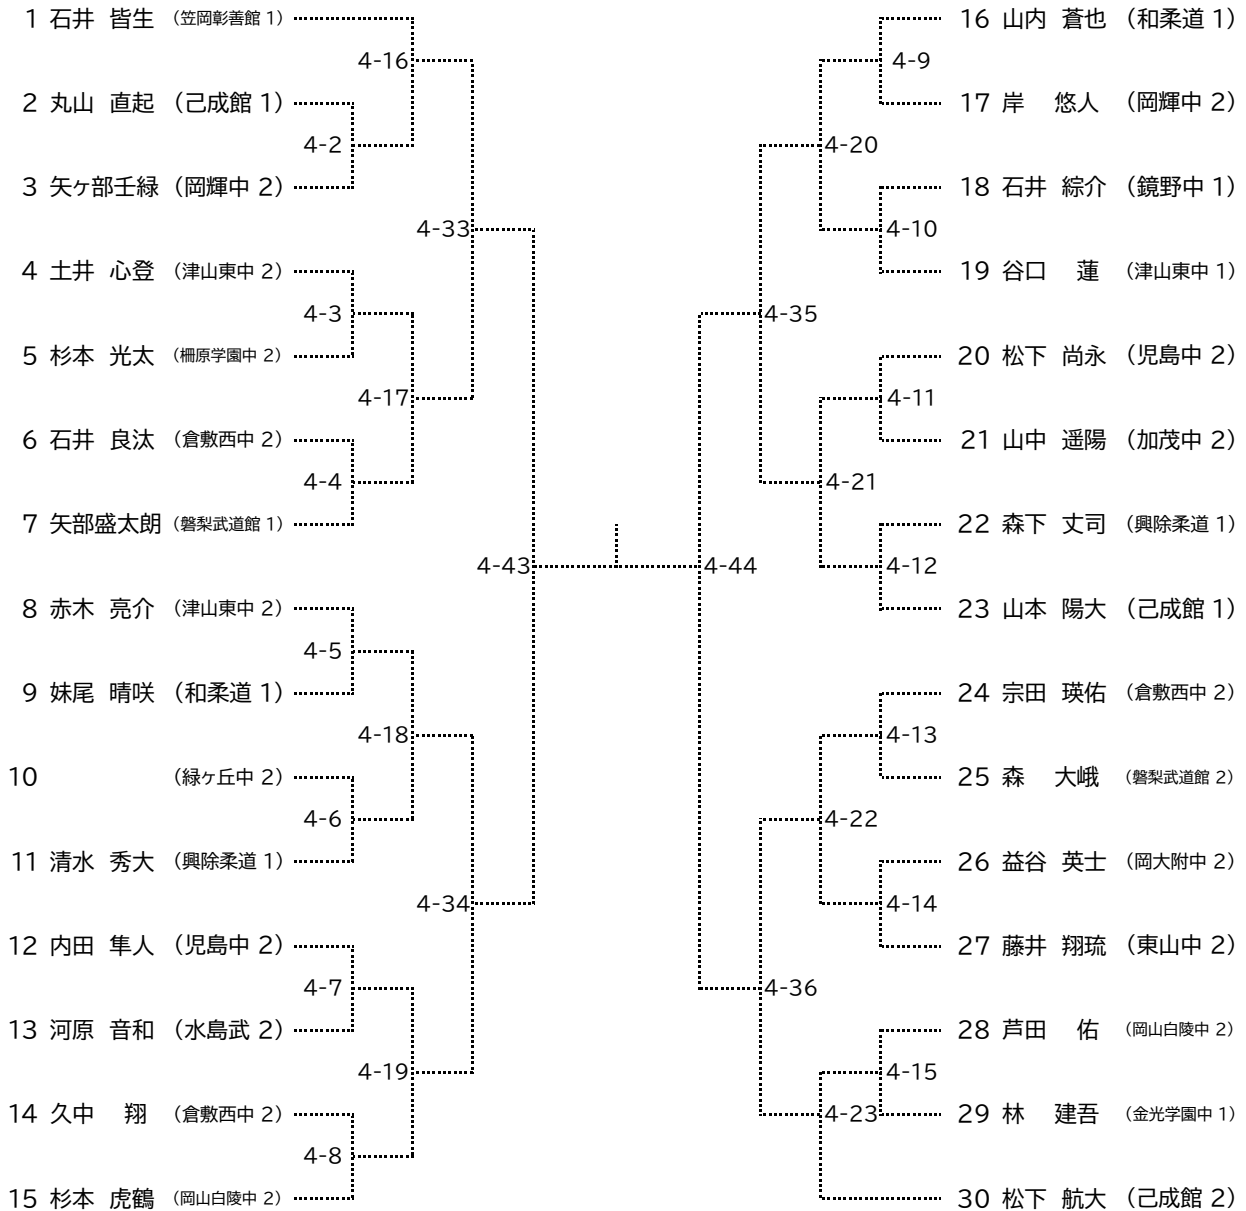 1 石井 皆生 (笠岡彰善館 1)
4-16
2 丸山 直起 (己成館 1)
4-2
3 矢ヶ部壬緑 (岡輝中 2)
4-33
4 土井 心登 (津山東中 2)
4-3
5 杉本 光太 (柵原学園中 2)
4-17
6 石井 良汰 (倉敷西中 2)
4-4
7 矢部盛太朗 (磐梨武道館 1)
4-43
8 赤木 亮介 (津山東中 2)
4-5
9 妹尾 晴咲 (和柔道 1)
4-18
10 (緑ヶ丘中 2)
4-6
11 清水 秀大 (興除柔道 1)
4-34
12 内田 隼人 (児島中 2)
4-7
13 河原 音和 (水島武 2)
4-19
14 久中 翔 (倉敷西中 2)
4-8
15 杉本 虎鶴 (岡山白陵中 2)
16 山内 蒼也 (和柔道 1)
4-9
17 岸 悠人 (岡輝中 2)
4-20
18 石井 綜介 (鏡野中 1)
4-10
19 谷口 蓮 (津山東中 1)
4-35
20 松下 尚永 (児島中 2)
4-11
21 山中 遥陽 (加茂中 2)
4-21
22 森下 丈司 (興除柔道 1)
4-12
23 山本 陽大 (己成館 1)
4-44
24 宗田 瑛佑 (倉敷西中 2)
4-13
25 森 大峨 (磐梨武道館 2)
4-22
26 益谷 英士 (岡大附中 2)
4-14
27 藤井 翔琉 (東山中 2)
4-36
28 芦田 佑 (岡山白陵中 2)
4-15
29 林 建吾 (金光学園中 1)
4-23
30 松下 航大 (己成館 2)